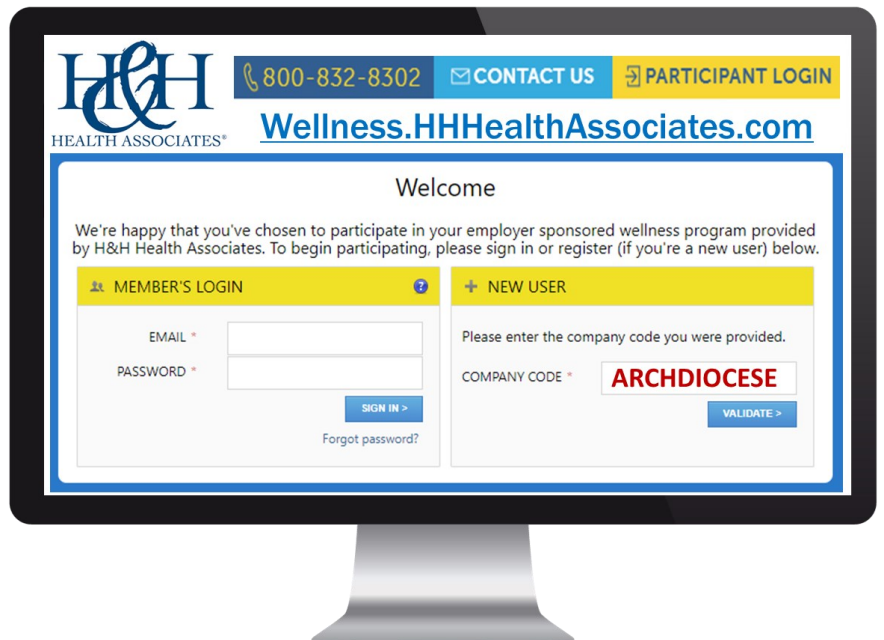 H&H
HEALTH ASSOCIATES®
800-832-8302
CONTACT US
PARTICIPANT LOGIN
Wellness.HHHealthAssociates.com
Welcome
We're happy that you've chosen to participate in your employer sponsored wellness program provided
by H&H Health Associates. To begin participating, please sign in or register (if you're a new user) below.
MEMBER'S LOGIN ?
EMAIL *
PASSWORD *
SIGN IN >
Forgot password?
+ NEW USER
Please enter the company code you were provided.
COMPANY CODE * ARCHDIOCESE
VALIDATE >